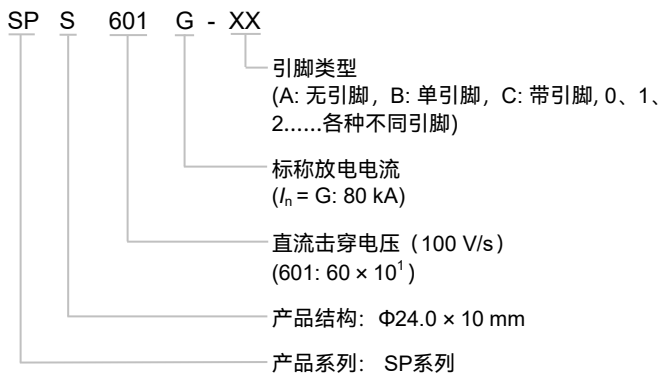 SP S 601 G - XX
引脚类型
(A: 无引脚，B: 单引脚，C: 带引脚, 0、1、
2......各种不同引脚)
标称放电电流
(Iₙ = G: 80 kA)
直流击穿电压（100 V/s）
(601: 60 × 10¹ )
产品结构： Φ24.0 × 10 mm
产品系列： SP系列